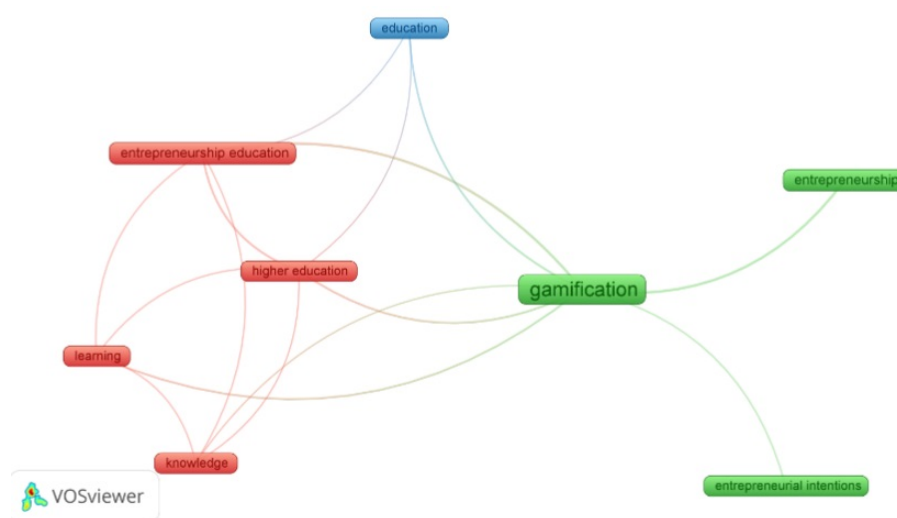 education
entrepreneurship education
entrepreneurship
higher education
gamification
learning
knowledge
entrepreneurial intentions
VOSviewer